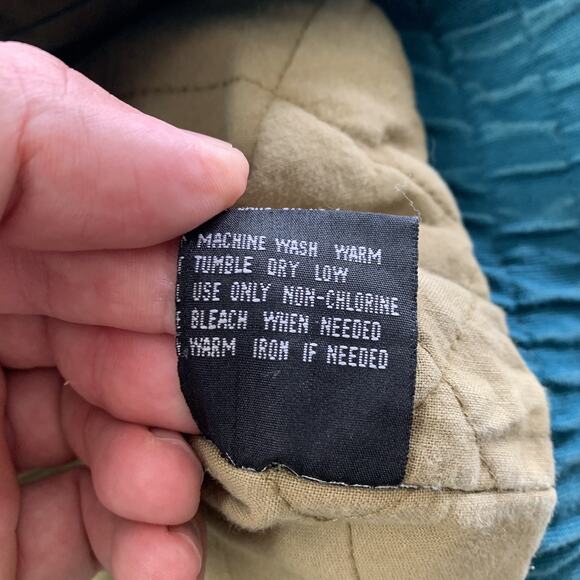 MACHINE WASH WARM
TUMBLE DRY LOW
USE ONLY NON-CHLORINE
BLEACH WHEN NEEDED
WARM IRON IF NEEDED